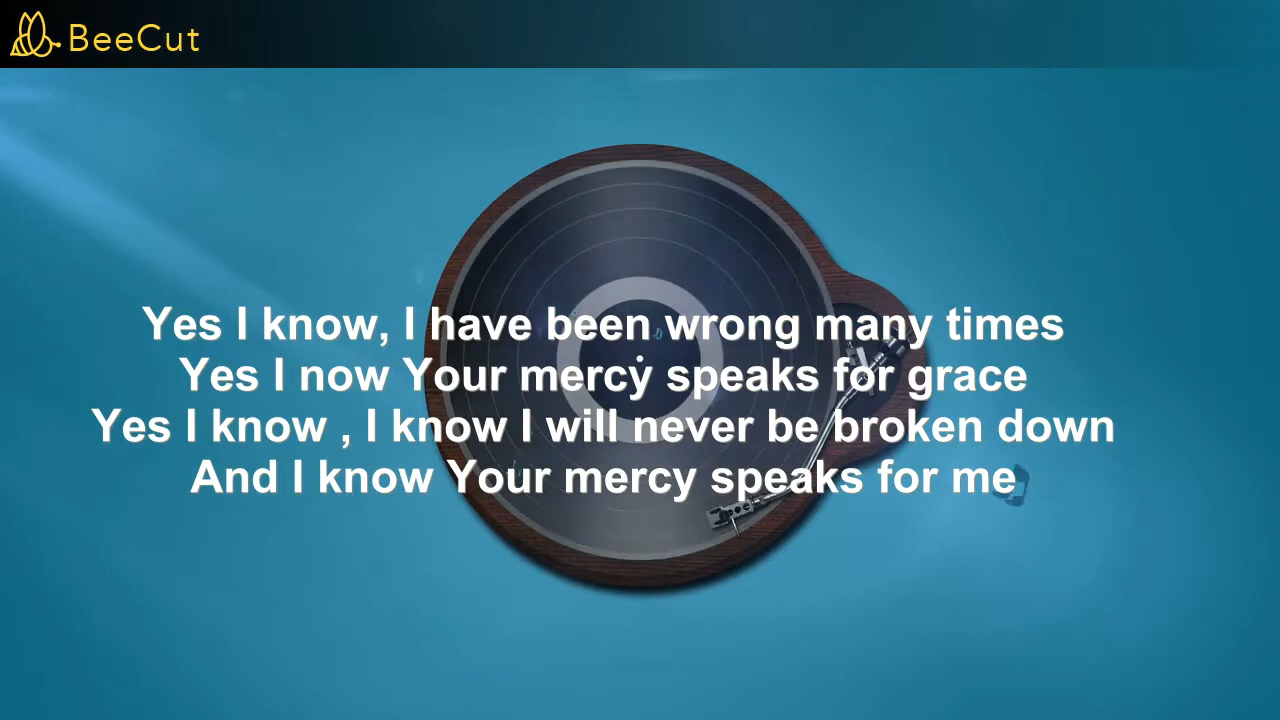 BeeCut
Yes I know, I have been wrong many times
Yes I now Your mercy speaks for grace
Yes I know , I know I will never be broken down
And I know Your mercy speaks for me